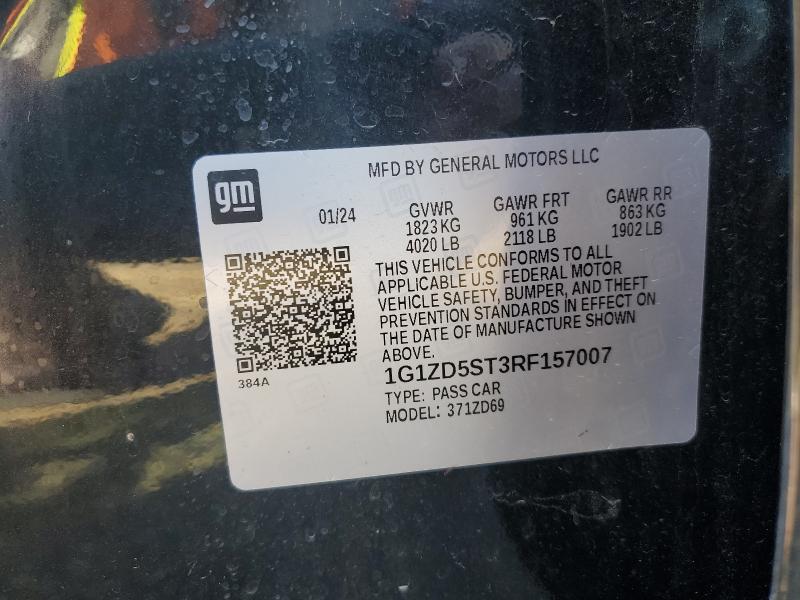 MFD BY GENERAL MOTORS LLC
gm
01/24
GVWR
1823 KG
4020 LB
GAWR FRT
961 KG
2118 LB
GAWR RR
863 KG
1902 LB
THIS VEHICLE CONFORMS TO ALL
APPLICABLE U.S. FEDERAL MOTOR
VEHICLE SAFETY, BUMPER, AND THEFT
PREVENTION STANDARDS IN EFFECT ON
THE DATE OF MANUFACTURE SHOWN
ABOVE.
384A
1G1ZD5ST3RF157007
TYPE: PASS CAR
MODEL: 371ZD69